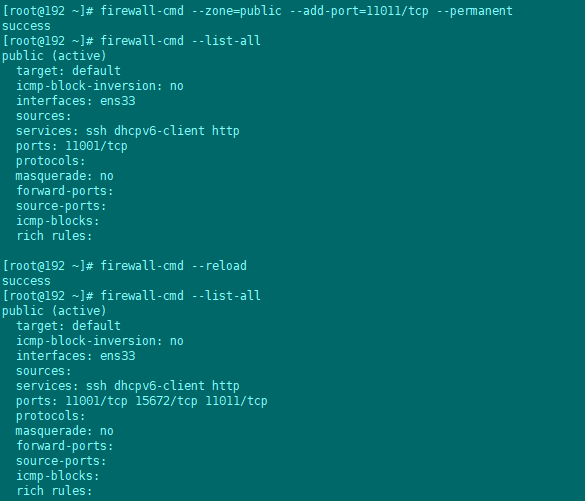 [root@192 ~]# firewall-cmd --zone=public --add-port=11011/tcp --permanent
success
[root@192 ~]# firewall-cmd --list-all
public (active)
  target: default
  icmp-block-inversion: no
  interfaces: ens33
  sources:
  services: ssh dhcpv6-client http
  ports: 11001/tcp
  protocols:
  masquerade: no
  forward-ports:
  source-ports:
  icmp-blocks:
  rich rules:

[root@192 ~]# firewall-cmd --reload
success
[root@192 ~]# firewall-cmd --list-all
public (active)
  target: default
  icmp-block-inversion: no
  interfaces: ens33
  sources:
  services: ssh dhcpv6-client http
  ports: 11001/tcp 15672/tcp 11011/tcp
  protocols:
  masquerade: no
  forward-ports:
  source-ports:
  icmp-blocks:
  rich rules: